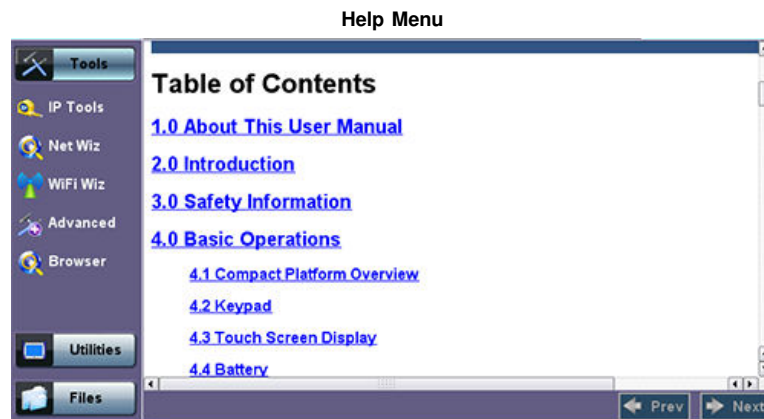 Help Menu
Tools
IP Tools
Net Wiz
WiFi Wiz
Advanced
Browser
Utilities
Files
Table of Contents
1.0 About This User Manual
2.0 Introduction
3.0 Safety Information
4.0 Basic Operations
4.1 Compact Platform Overview
4.2 Keypad
4.3 Touch Screen Display
4.4 Battery
Prev
Next